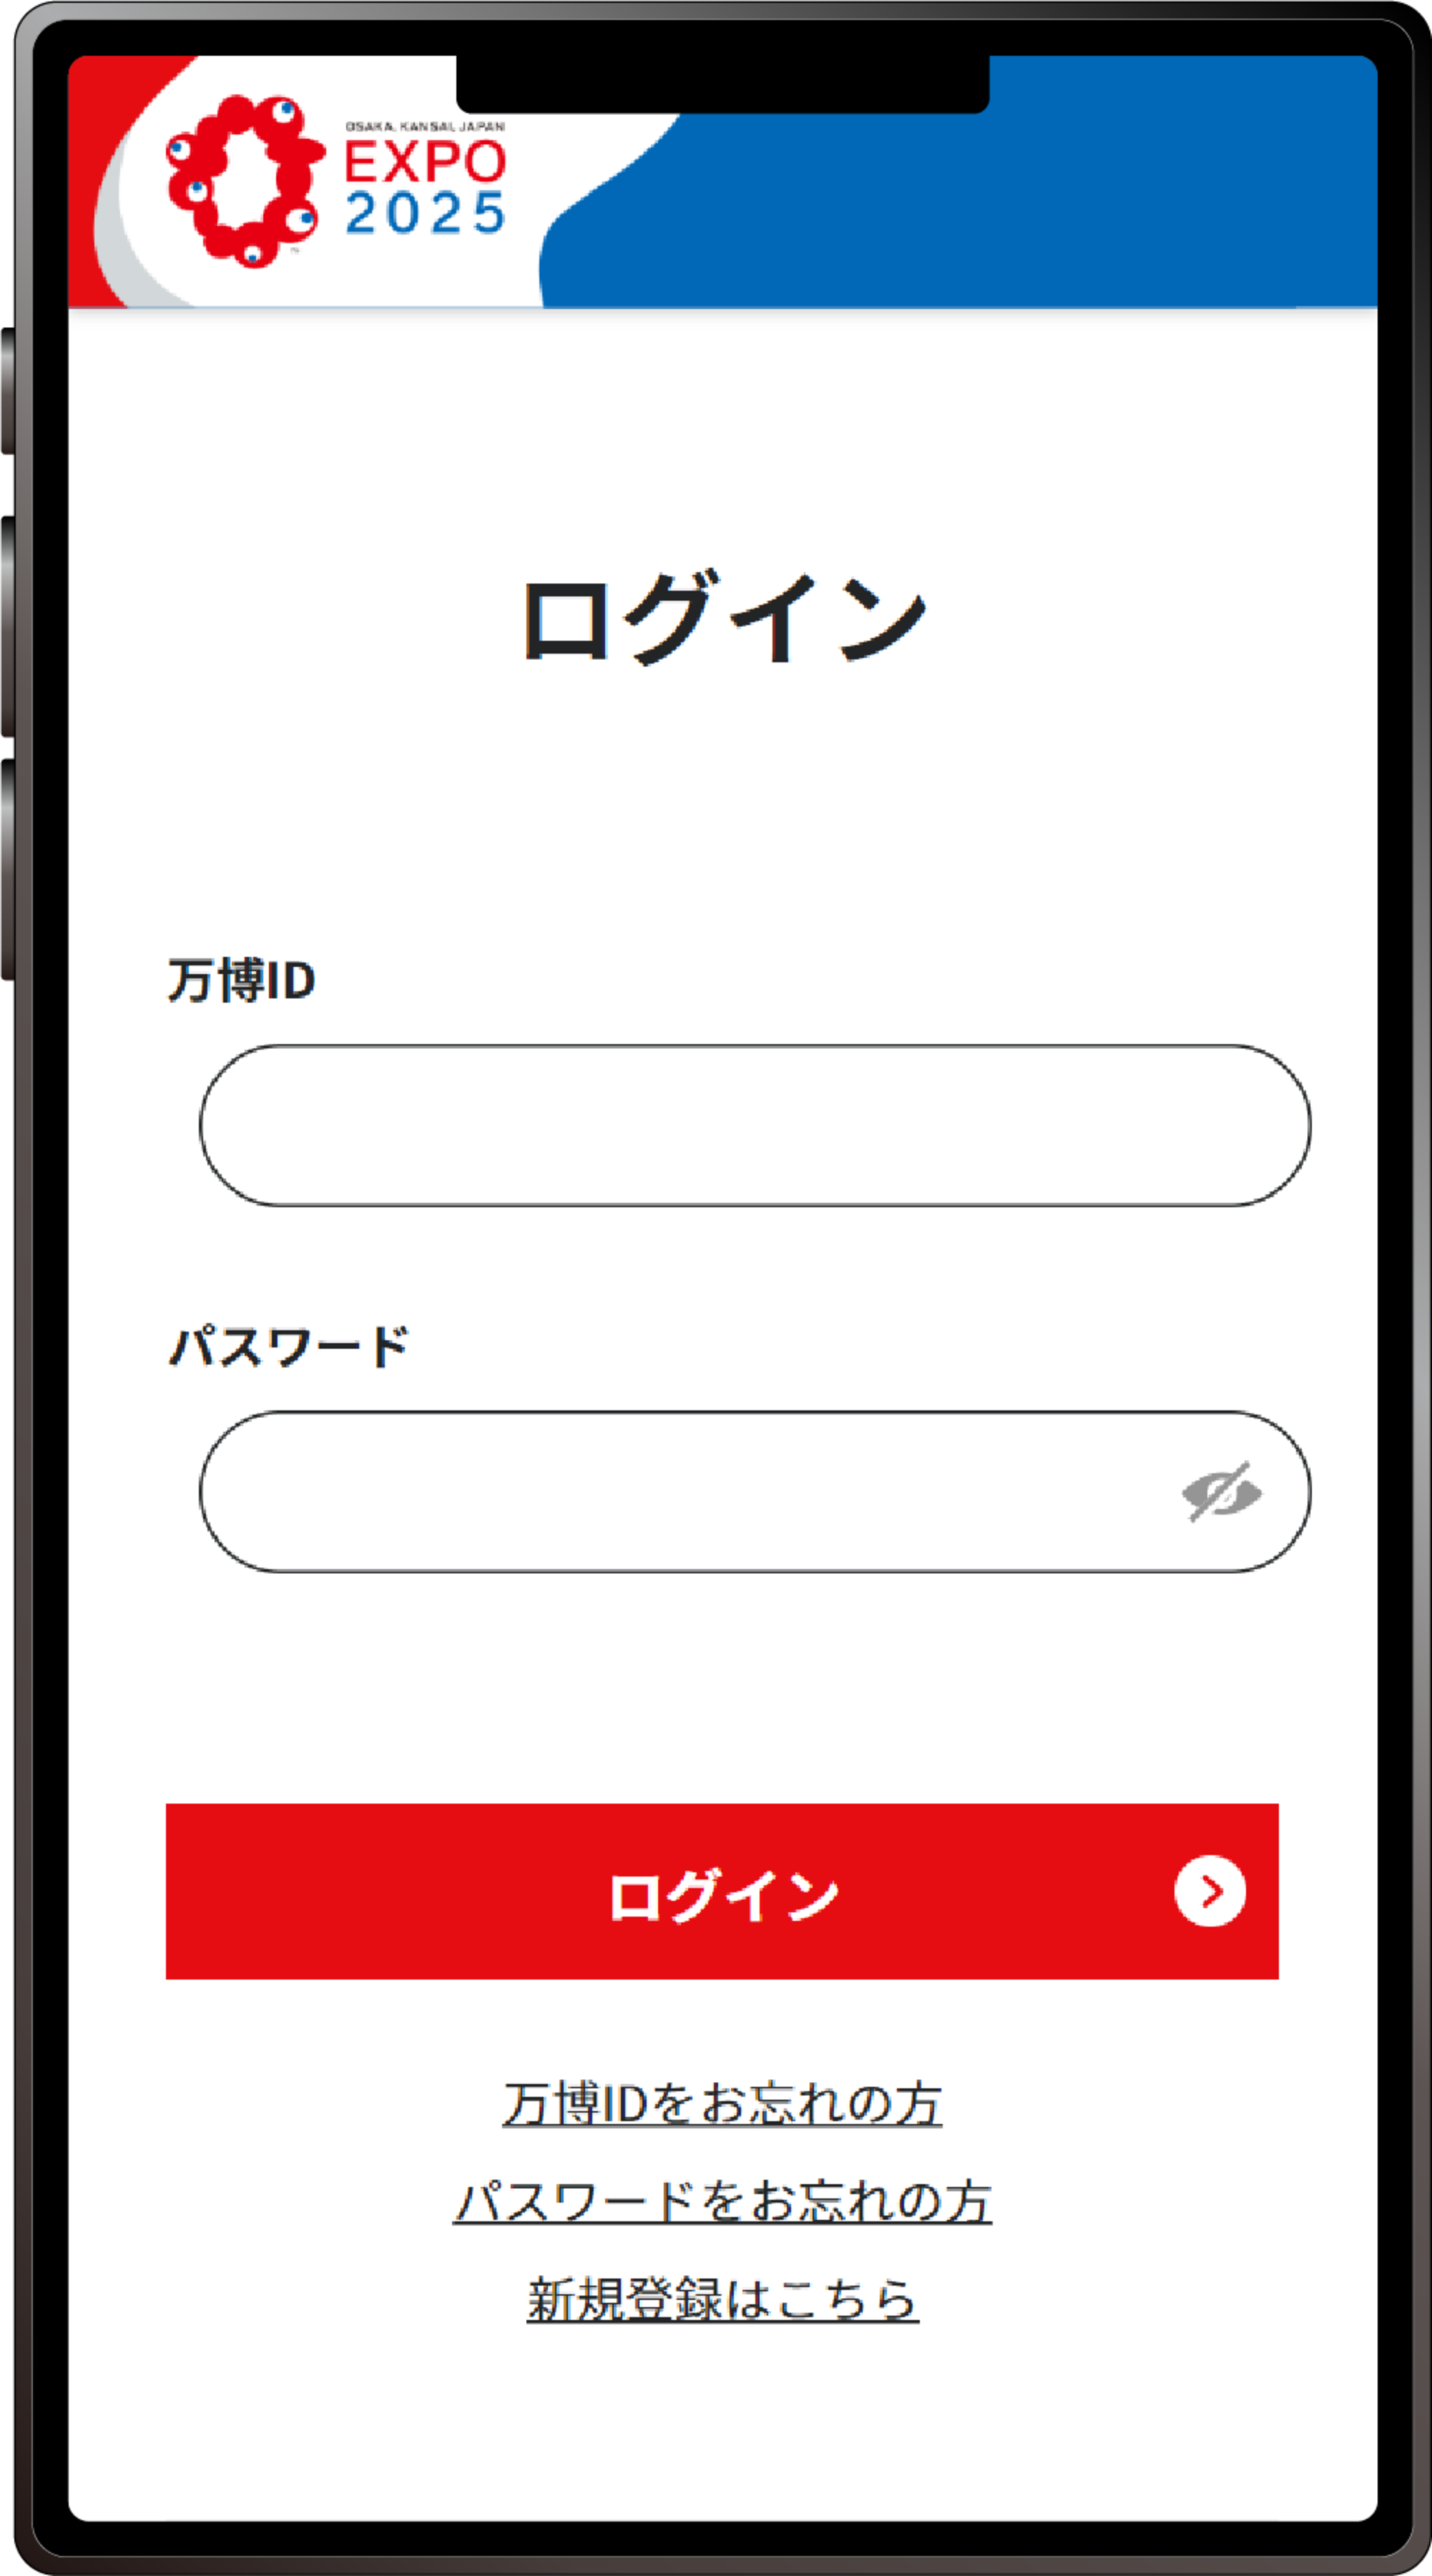 OSAKA, KANSAI, JAPAN
EXPO
2025
ログイン
万博ID
パスワード
ログイン
万博IDをお忘れの方
パスワードをお忘れの方
新規登録はこちら